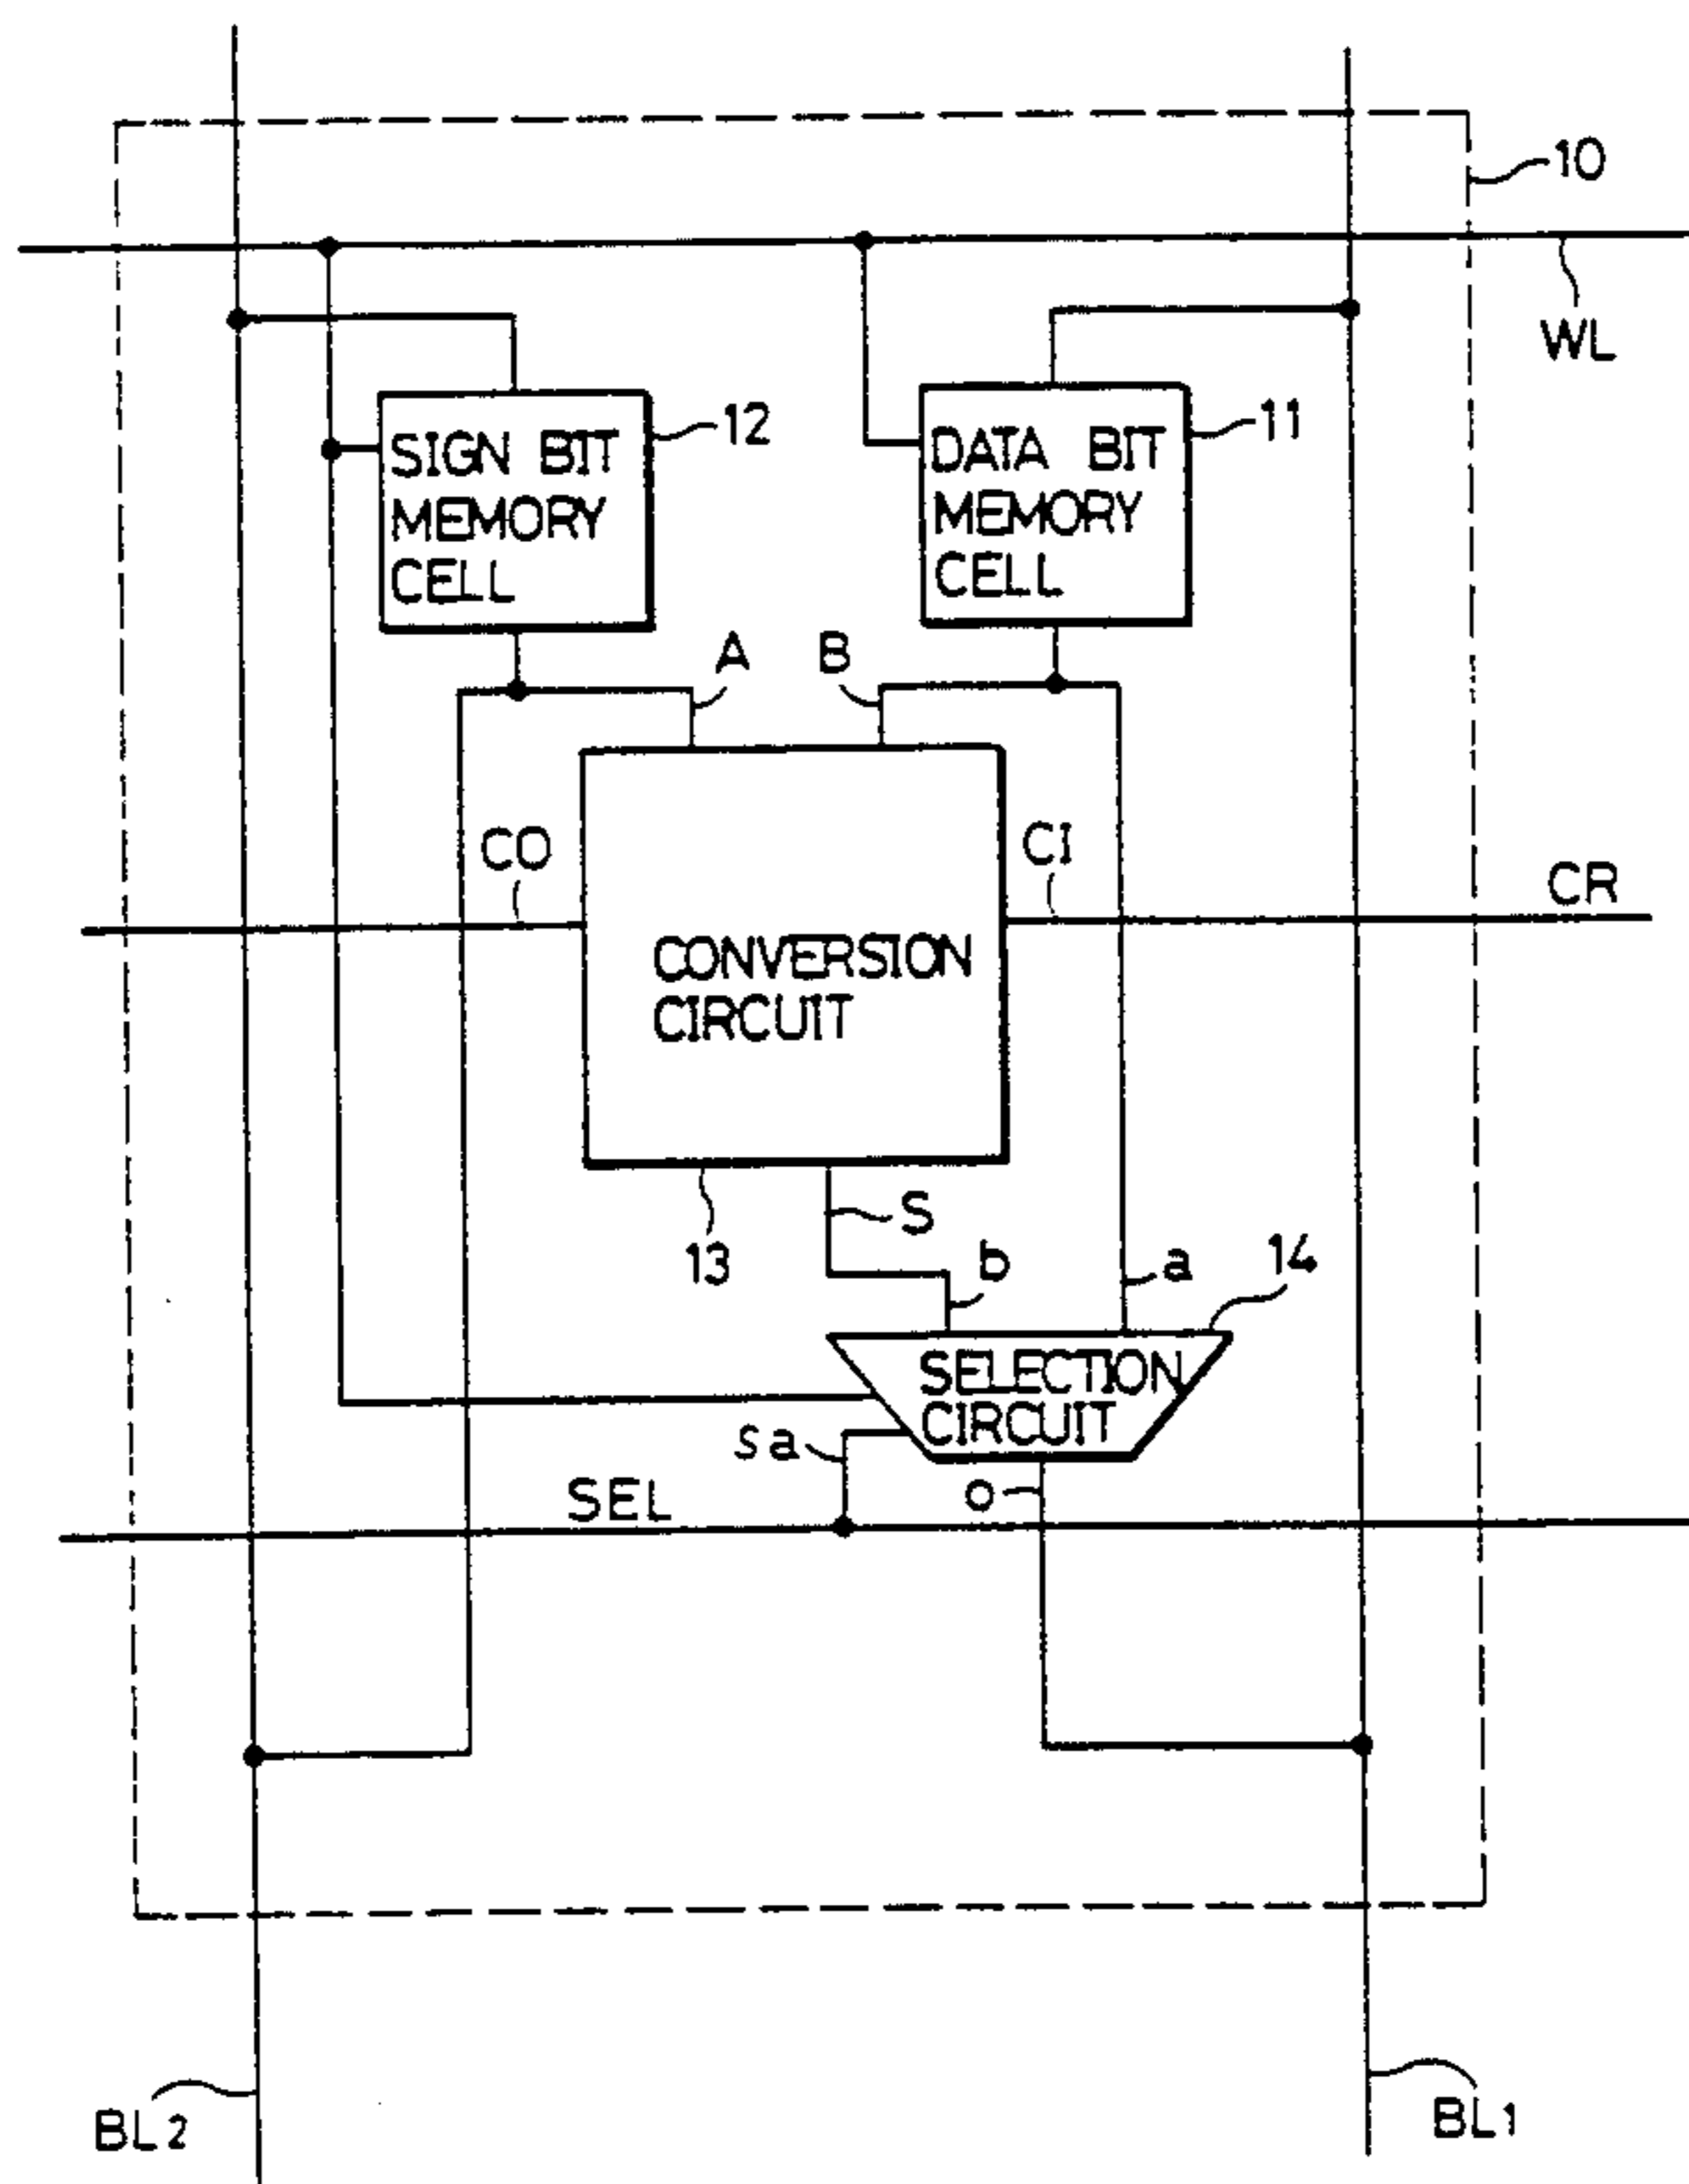 10
WL
SIGN BIT
MEMORY
CELL
12
DATA BIT
MEMORY
CELL
11
A
B
CO
CI
CR
CONVERSION
CIRCUIT
13
S
b
a
14
SELECTION
CIRCUIT
sa
SEL
o
BL2
BL1